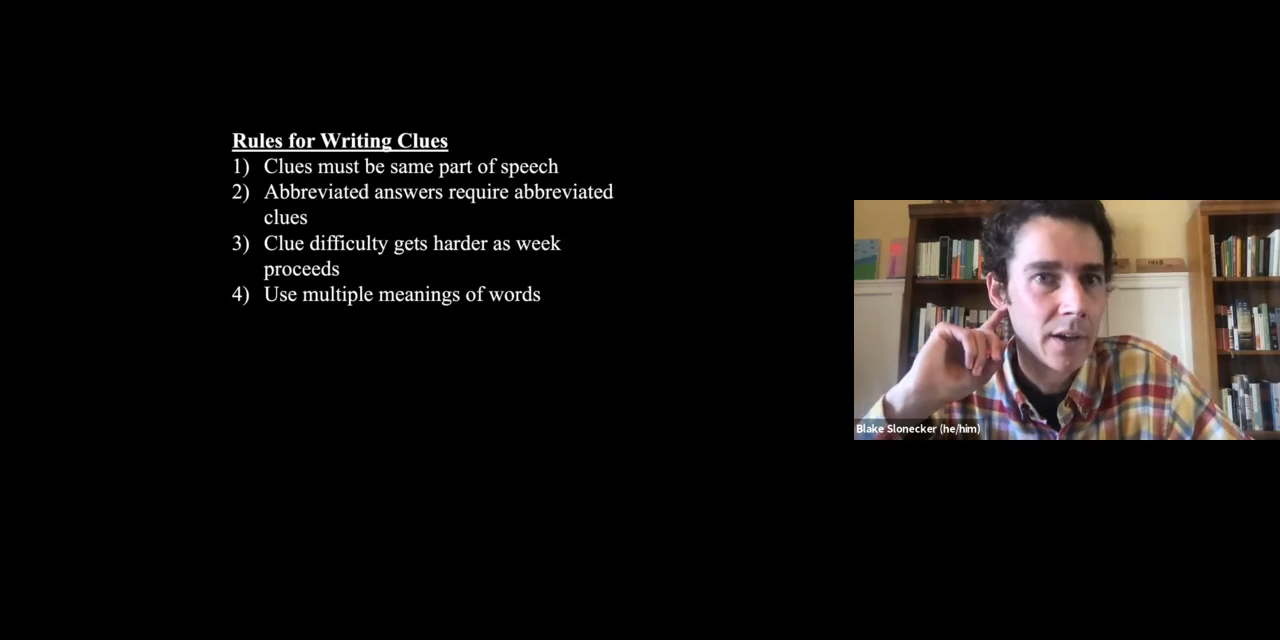 Rules for Writing Clues
1) Clues must be same part of speech
2) Abbreviated answers require abbreviated
clues
3) Clue difficulty gets harder as week
proceeds
4) Use multiple meanings of words
IRIS
Blake Slonecker (he/him)